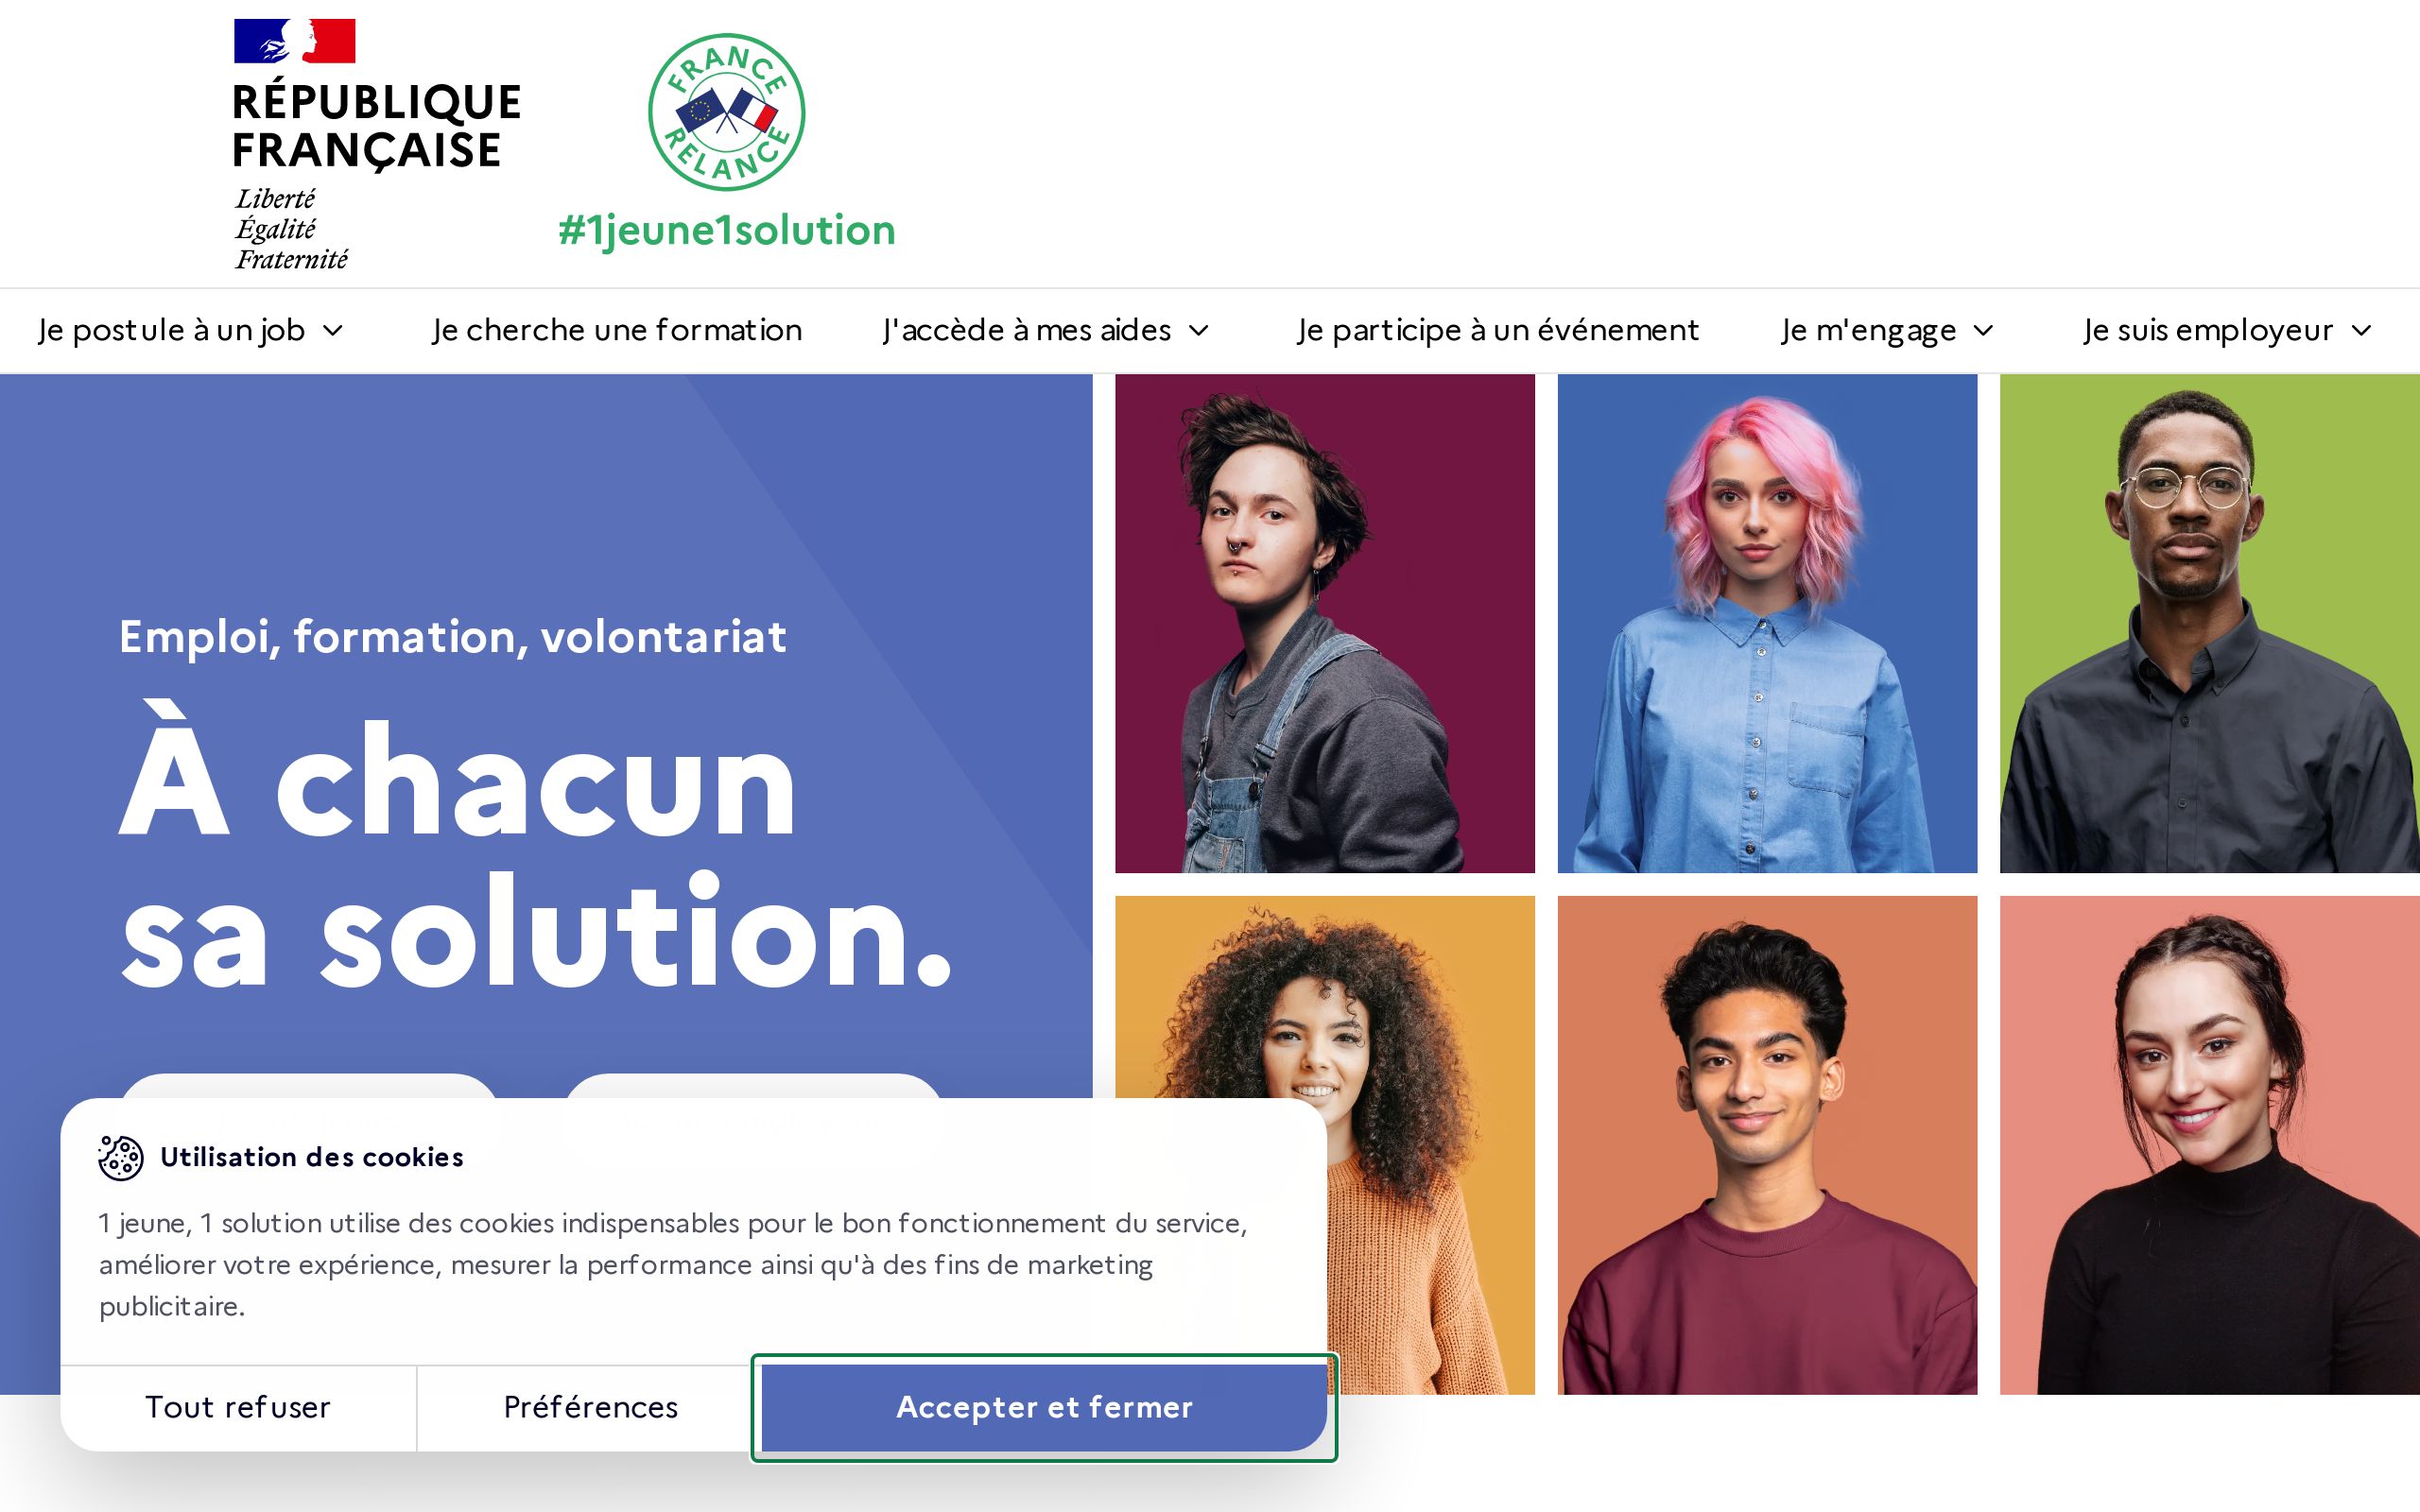 RÉPUBLIQUE
FRANÇAISE
Liberté
Égalité
Fraternité
FRANCE
RELANCE
#1jeune1solution
Je postule à un job
Je cherche une formation
J'accède à mes aides
Je participe à un événement
Je m'engage
Je suis employeur
Emploi, formation, volontariat
À chacun
sa solution.
Utilisation des cookies
1 jeune, 1 solution utilise des cookies indispensables pour le bon fonctionnement du service,
améliorer votre expérience, mesurer la performance ainsi qu'à des fins de marketing
publicitaire.
Tout refuser
Préférences
Accepter et fermer